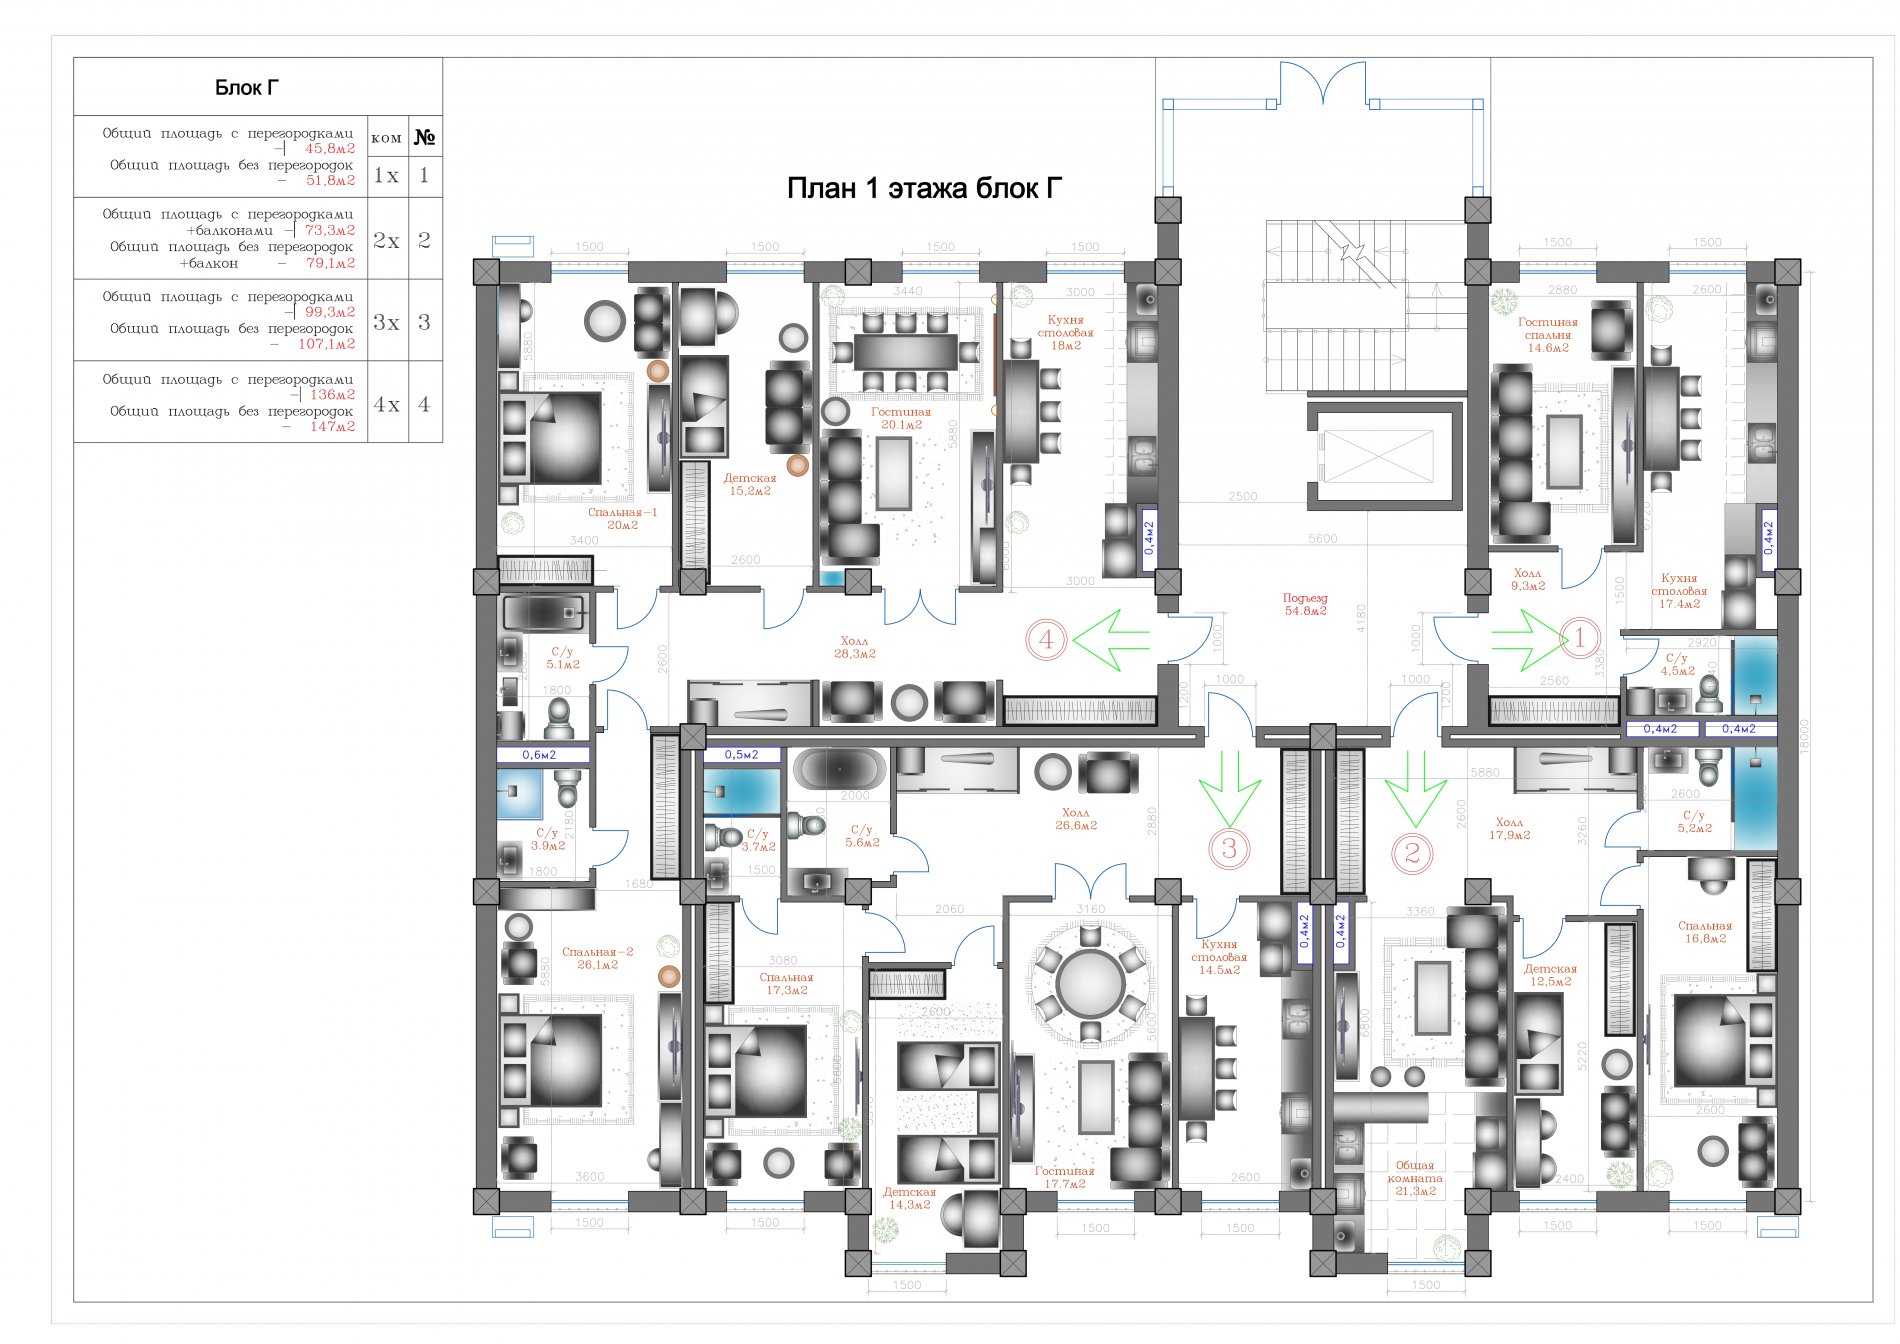 Блок Г
Общий площадь с перегородками
- 45,8м2
Общий площадь без перегородок
- 51,8м2
ком №
1х 1
Общий площадь с перегородками
+балконами - 73,3м2
Общий площадь без перегородок
+балкон - 79,1м2
2х 2
Общий площадь с перегородками
- 99,3м2
Общий площадь без перегородок
- 107,1м2
3х 3
Общий площадь с перегородками
- 136м2
Общий площадь без перегородок
- 147м2
4х 4
План 1 этажа блок Г
1500
1500
1500
1500
1500
1500
5880
Спальная-1
20м2
3400
Детская
15,2м2
2600
3440
Гостиная
20.1м2
5880
3000
Кухня
столовая
18м2
6000
3000
0,4м2
2500
5600
Подъезд
54.8м2
4180
1000
1000
1200
1200
1000
1000
2880
Гостиная
спальня
14.6м2
2600
6720
Кухня
столовая
17.4м2
0,4м2
Холл
9,3м2
1500
1
3380
2560
2920
С/у
4,5м2
0,4м2
0,4м2
18000
С/у
5.1м2
1800
2600
Холл
28,3м2
4
0,6м2
С/у
3.9м2
2180
1800
1680
0,5м2
С/у
3.7м2
1500
2000
С/у
5.6м2
Холл
26,6м2
2880
3
2060
3160
5880
2600
Холл
17,9м2
3260
2
2600
С/у
5,2м2
Спальная-2
26,1м2
5880
3600
3080
Спальная
17,3м2
2600
Детская
14,3м2
5600
Гостиная
17.7м2
Кухня
столовая
14.5м2
0,4м2
2600
0,4м2
3360
6800
Общая
комната
21,3м2
Детская
12,5м2
5220
2400
Спальная
16,8м2
2600
1500
1500
1500
1500
1500
1500
1500
1500